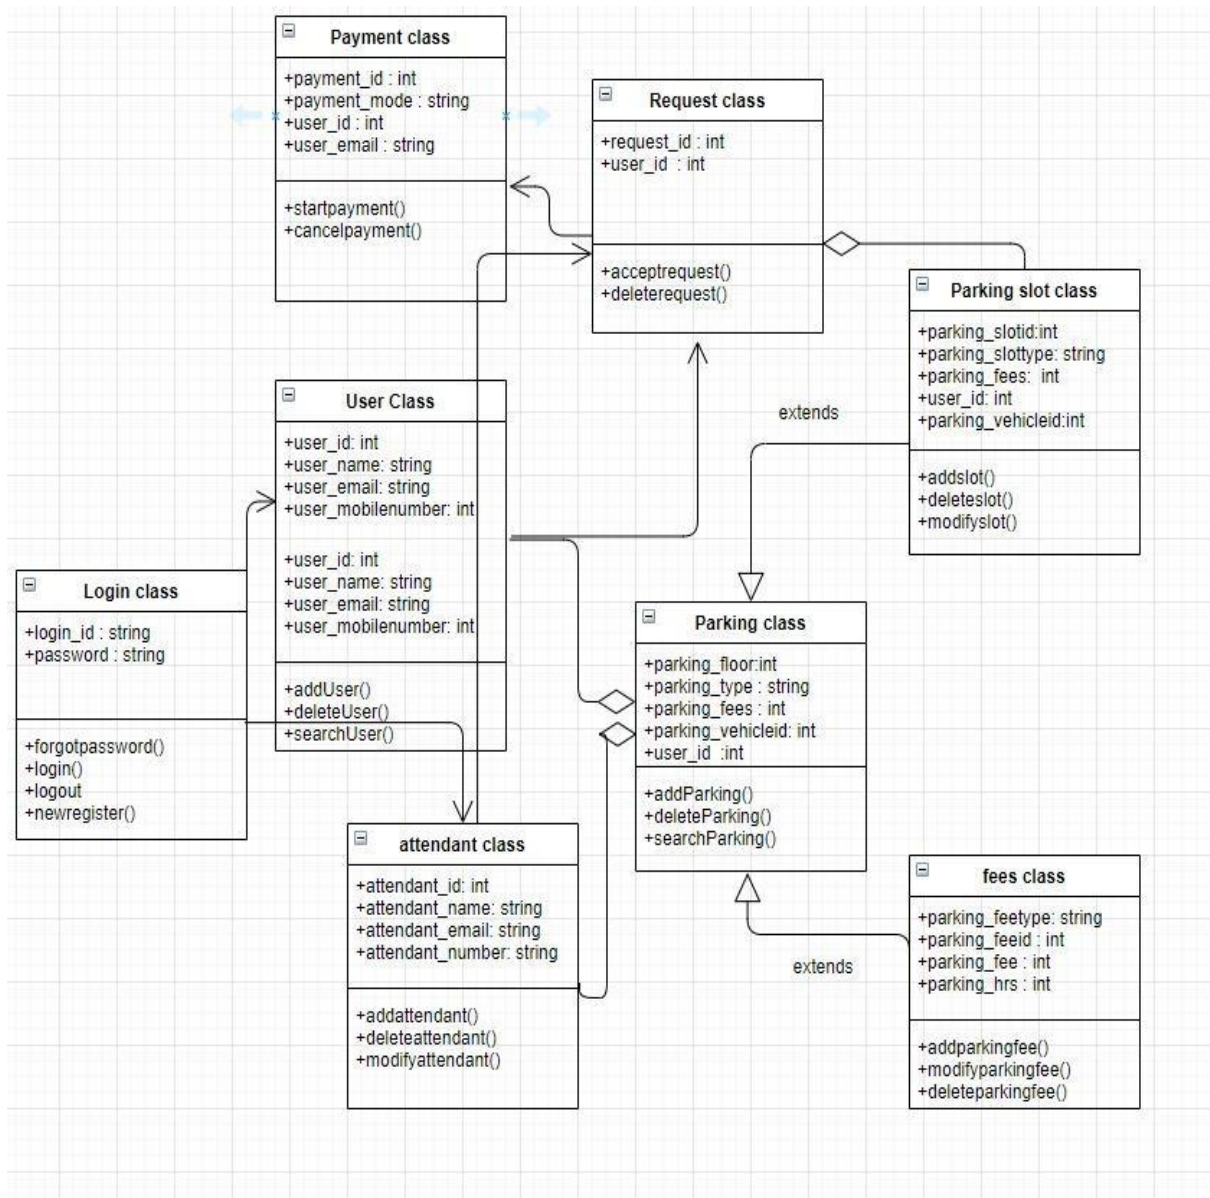 Payment class
+payment_id : int
+payment_mode : string
+user_id : int
+user_email : string
+startpayment()
+cancelpayment()
Request class
+request_id : int
+user_id : int
+acceptrequest()
+deleterequest()
Parking slot class
+parking_slotid:int
+parking_slottype: string
+parking_fees: int
+user_id: int
+parking_vehicleid:int
+addslot()
+deleteslot()
+modifyslot()
extends
User Class
+user_id: int
+user_name: string
+user_email: string
+user_mobilenumber: int
+user_id: int
+user_name: string
+user_email: string
+user_mobilenumber: int
+addUser()
+deleteUser()
+searchUser()
Login class
+login_id : string
+password : string
+forgotpassword()
+login()
+logout
+newregister()
Parking class
+parking_floor:int
+parking_type : string
+parking_fees : int
+parking_vehicleid: int
+user_id :int
+addParking()
+deleteParking()
+searchParking()
attendant class
+attendant_id: int
+attendant_name: string
+attendant_email: string
+attendant_number: string
+addattendant()
+deleteattendant()
+modifyattendant()
extends
fees class
+parking_feetype: string
+parking_feeid : int
+parking_fee : int
+parking_hrs : int
+addparkingfee()
+modifyparkingfee()
+deleteparkingfee()